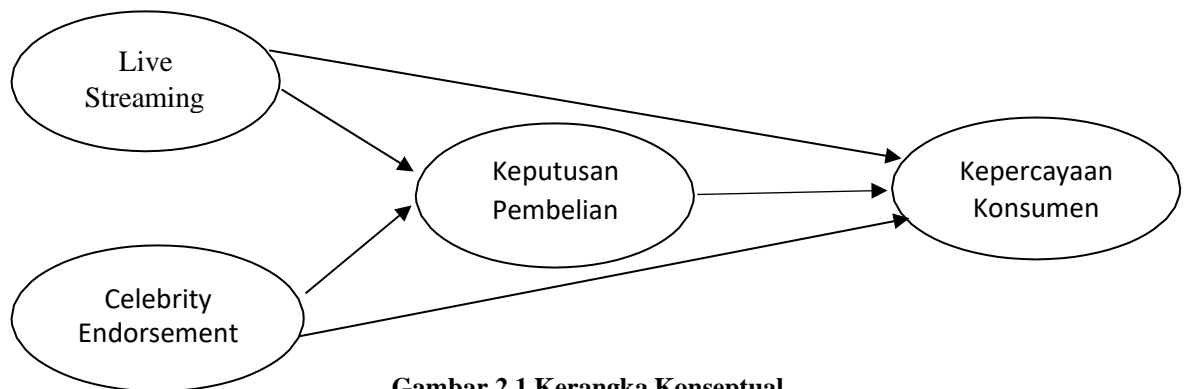 Live
Streaming
Keputusan
Pembelian
Kepercayaan
Konsumen
Celebrity
Endorsement
Gambar 2.1 Kerangka Konseptual